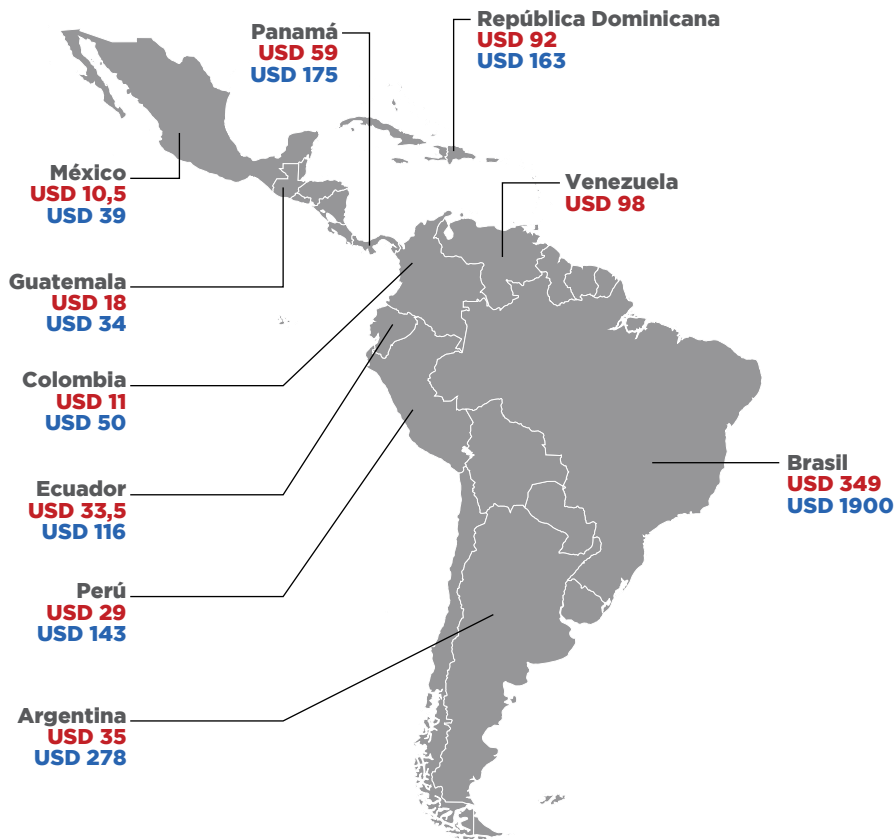 Panamá
USD 59
USD 175
República Dominicana
USD 92
USD 163
México
USD 10,5
USD 39
Venezuela
USD 98
Guatemala
USD 18
USD 34
Colombia
USD 11
USD 50
Ecuador
USD 33,5
USD 116
Brasil
USD 349
USD 1900
Perú
USD 29
USD 143
Argentina
USD 35
USD 278